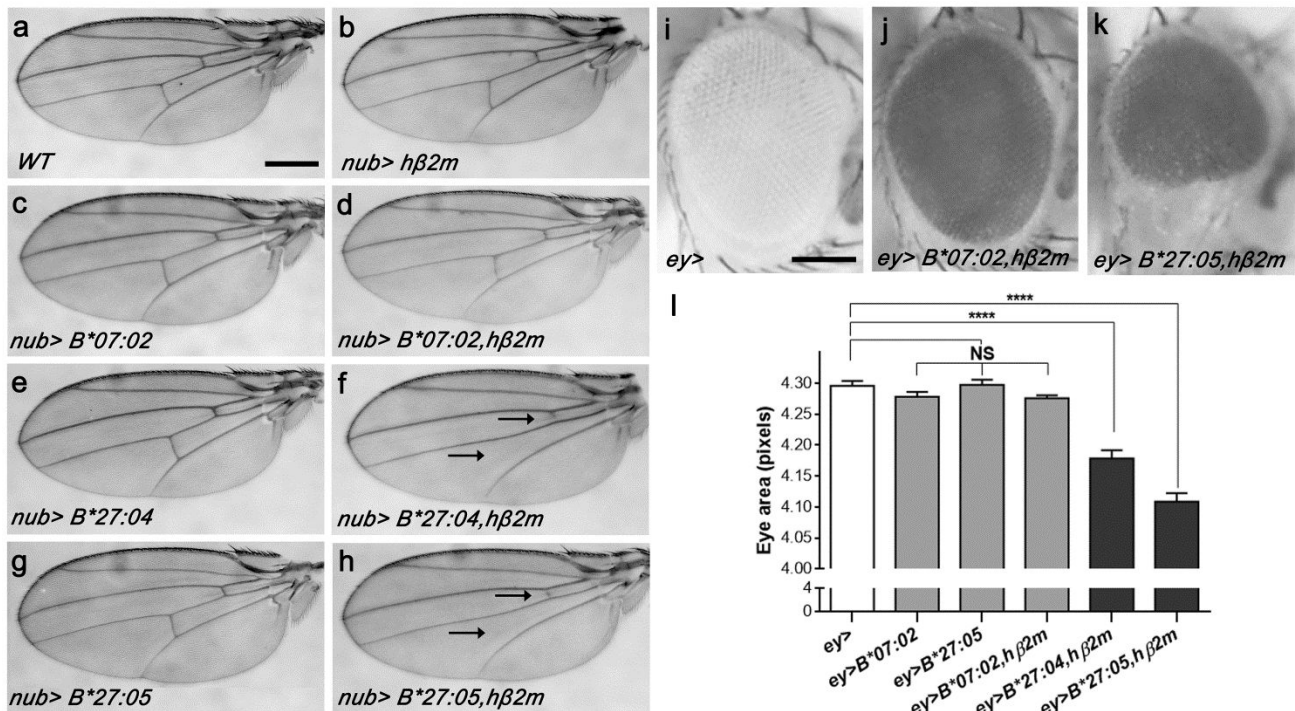 a
WT
b
nub> hβ2m
c
nub> B*07:02
d
nub> B*07:02,hβ2m
e
nub> B*27:04
f
nub> B*27:04,hβ2m
g
nub> B*27:05
h
nub> B*27:05,hβ2m
i
ey>
j
ey> B*07:02,hβ2m
k
ey> B*27:05,hβ2m
l
****
****
NS
Eye area (pixels)
4.30
4.25
4.20
4.15
4.10
4.05
4.00
4
0
ey>
ey>B*07:02
ey>B*27:05
ey>B*07:02,hβ2m
ey>B*27:04,hβ2m
ey>B*27:05,hβ2m